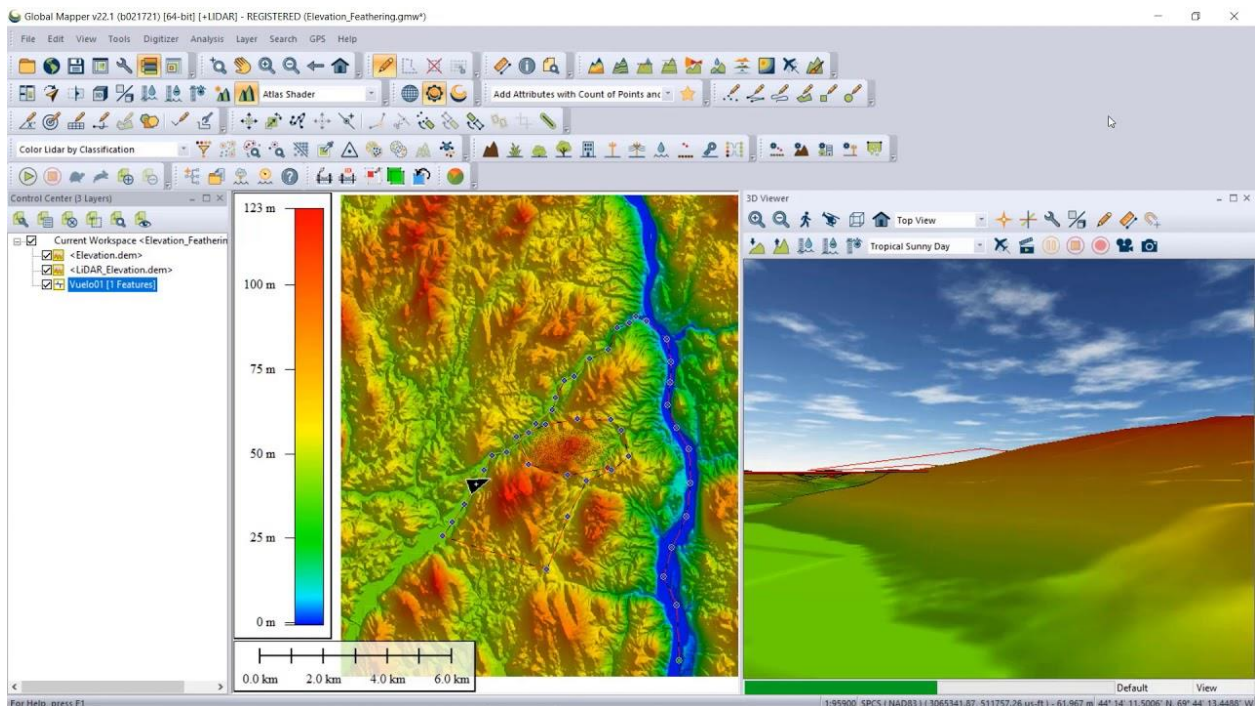 Global Mapper v22.1 (b021721) [64-bit] [+LIDAR] - REGISTERED (Elevation_Feathering.gmw*)
File Edit View Tools Digitizer Analysis Layer Search GPS Help
Atlas Shader
Add Attributes with Count of Points and
Color Lidar by Classification
Control Center (3 Layers)
Current Workspace <Elevation_Featherin
<Elevation.dem>
<LiDAR_Elevation.dem>
Vuelo01 [1 Features]
123 m
100 m
75 m
50 m
25 m
0 m
0.0 km 2.0 km 4.0 km 6.0 km
3D Viewer
Top View
Tropical Sunny Day
Default View
For Help, press F1
1:95900 SPCS (NAD83) ( 3065341.87, 511757.26 us-ft ) - 61.967 m 44° 14' 11.5006" N, 69° 44' 13.4488" W